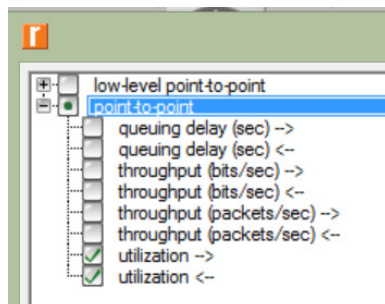 low-level point-to-point
point-to-point
queuing delay (sec) -->
queuing delay (sec) <--
throughput (bits/sec) -->
throughput (bits/sec) <--
throughput (packets/sec) -->
throughput (packets/sec) <--
utilization -->
utilization <--